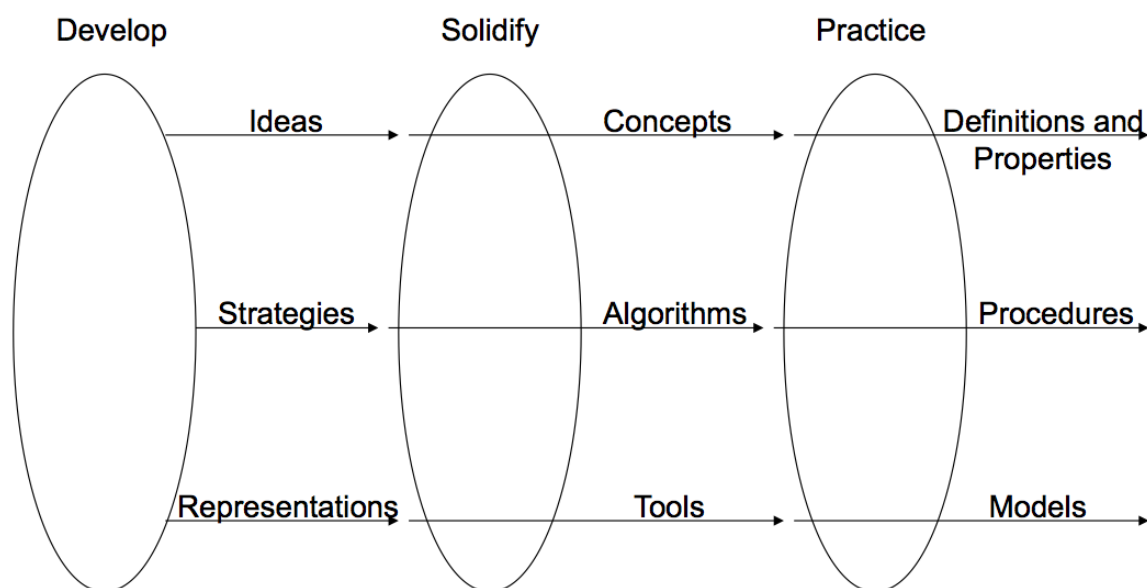 Develop
Solidify
Practice
Ideas
Concepts
Definitions and
Properties
Strategies
Algorithms
Procedures
Representations
Tools
Models